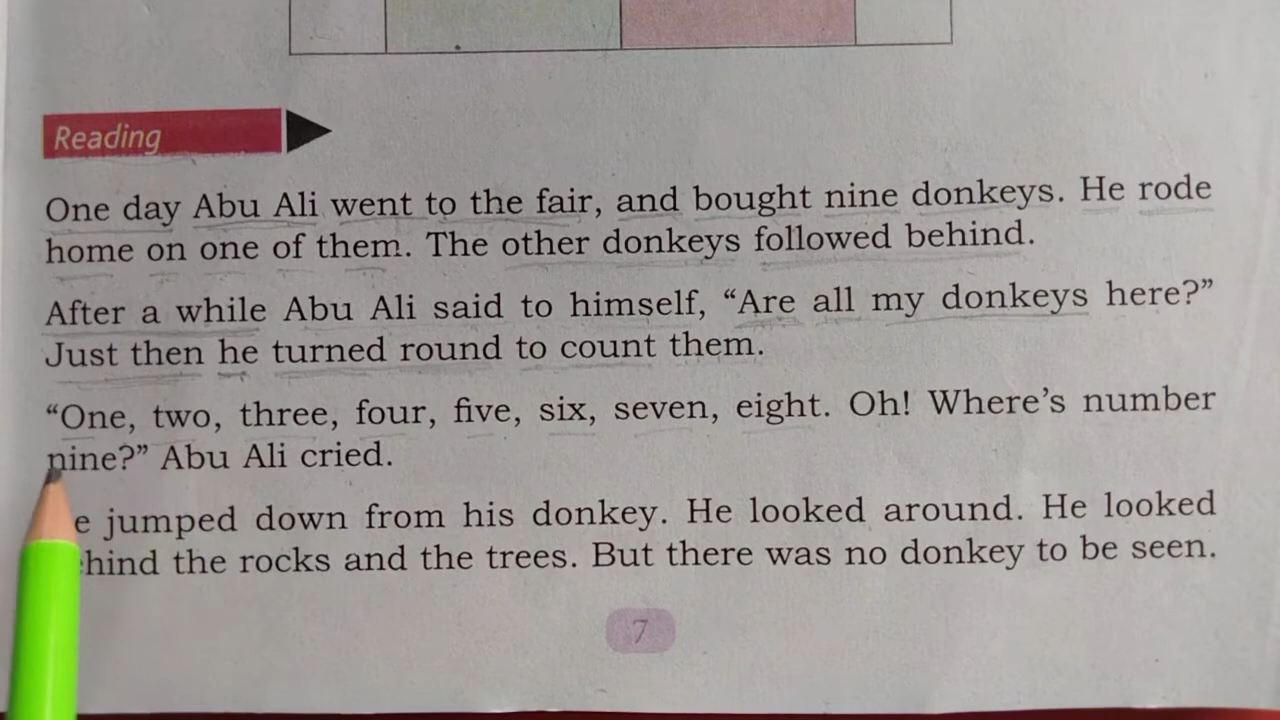 Reading
One day Abu Ali went to the fair, and bought nine donkeys. He rode
home on one of them. The other donkeys followed behind.
After a while Abu Ali said to himself, “Are all my donkeys here?”
Just then he turned round to count them.
“One, two, three, four, five, six, seven, eight. Oh! Where’s number
nine?” Abu Ali cried.
jumped down from his donkey. He looked around. He looked
the rocks and the trees. But there was no donkey to be seen.
7